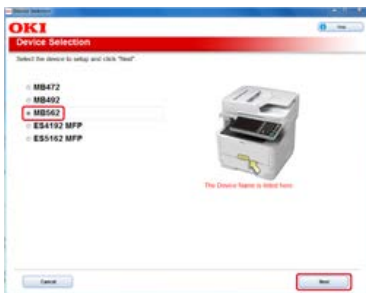 Device Selection
OKI
Help
Device Selection
Select the device to setup and click "Next".
MB472
MB492
MB562
ES4192 MFP
ES5162 MFP
The Device Name is listed here.
Cancel
Next